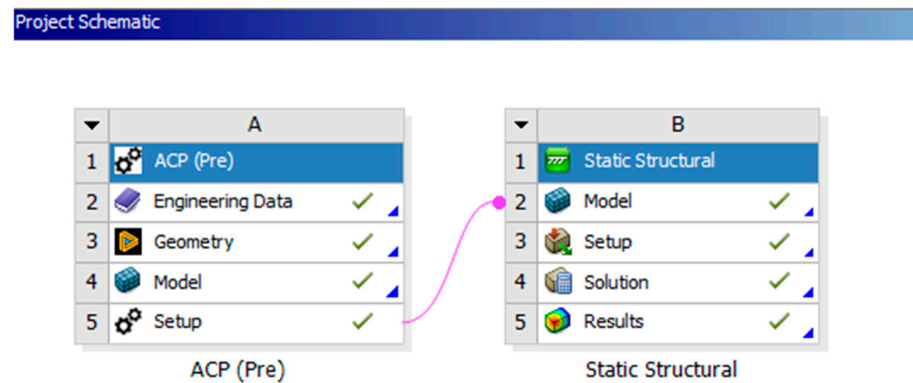 Project Schematic
A
1 ACP (Pre)
2 Engineering Data
3 Geometry
4 Model
5 Setup
ACP (Pre)
B
1 Static Structural
2 Model
3 Setup
4 Solution
5 Results
Static Structural